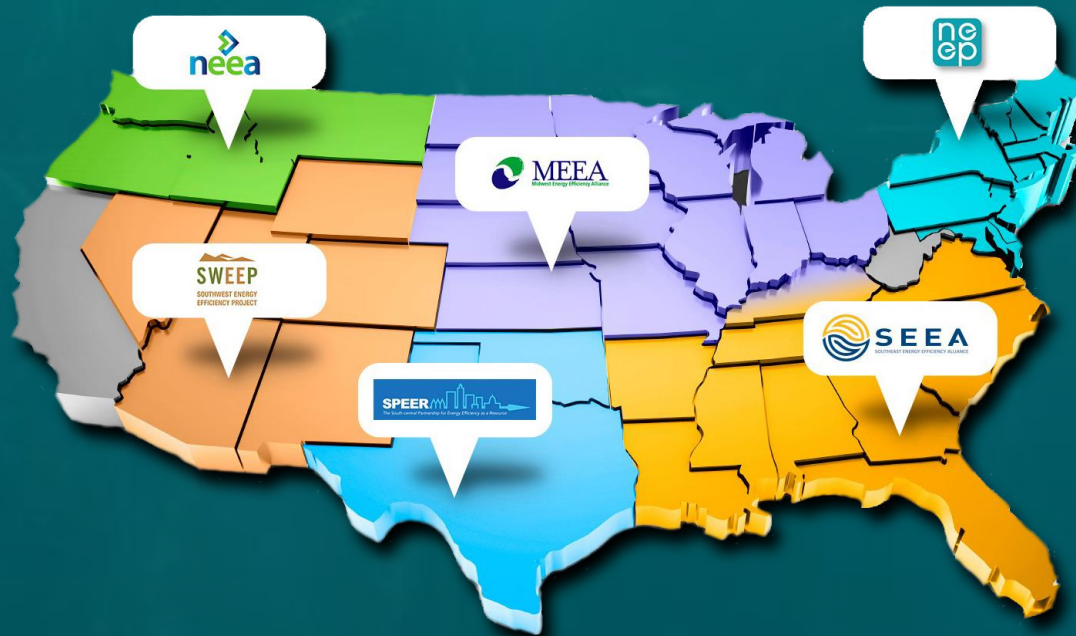 neea
ne
ep
MEEA
Midwest Energy Efficiency Alliance
SWEEP
SOUTHWEST ENERGY
EFFICIENCY PROJECT
SEEA
SOUTHEAST ENERGY EFFICIENCY ALLIANCE
SPEER
The South-central Partnership for Energy Efficiency as a Resource